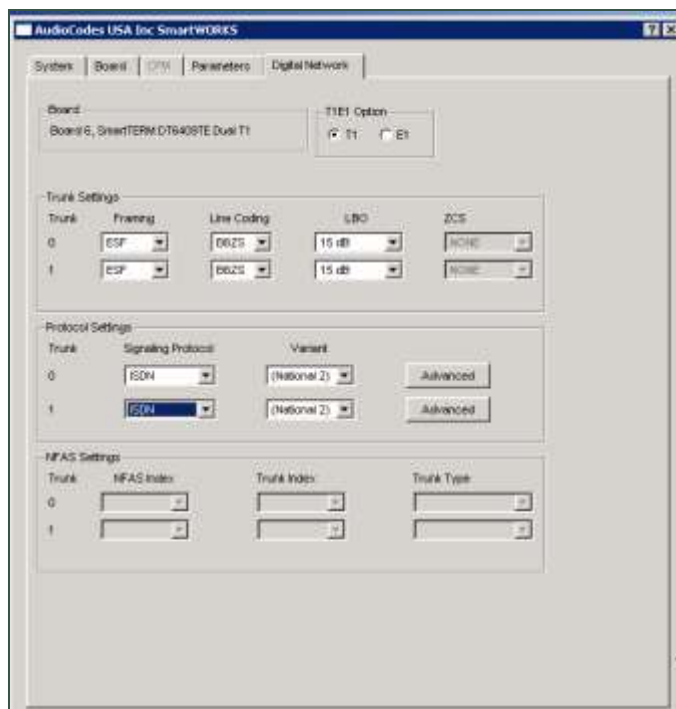 AudioCodes USA Inc SmartWORKS
System Board CPM Parameters Digital Network
Board
Board 6, SmartTERM DT6409TE Dual T1
T1E1 Option
T1 E1
Trunk Settings
Trunk Framing Line Coding LBO ZCS
0 ESF B8ZS 15 dB NONE
1 ESF B8ZS 15 dB NONE
Protocol Settings
Trunk Signaling Protocol Variant
0 ISDN (National 2) Advanced
1 ISDN (National 2) Advanced
NFAS Settings
Trunk NFAS Index Trunk Index Trunk Type
0
1